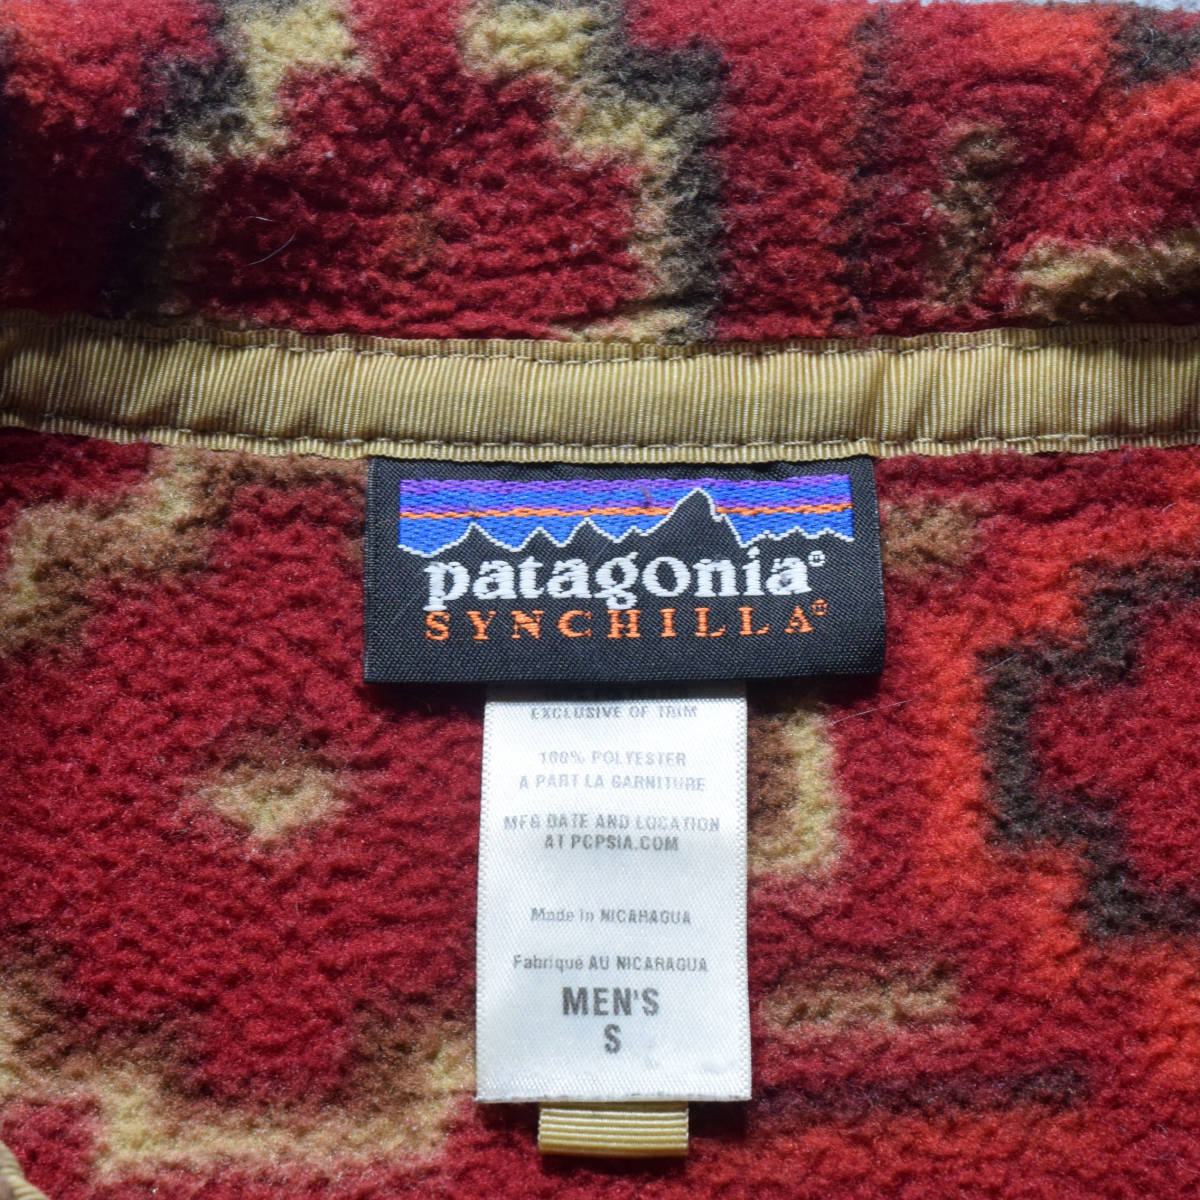 patagonia®
SYNCHILLA®
EXCLUSIVE OF TRIM
100% POLYESTER
A PART LA GARNITURE
MFG DATE AND LOCATION
AT PCPSIA.COM
Made in NICARAGUA
Fabriqué AU NICARAGUA
MEN'S
S